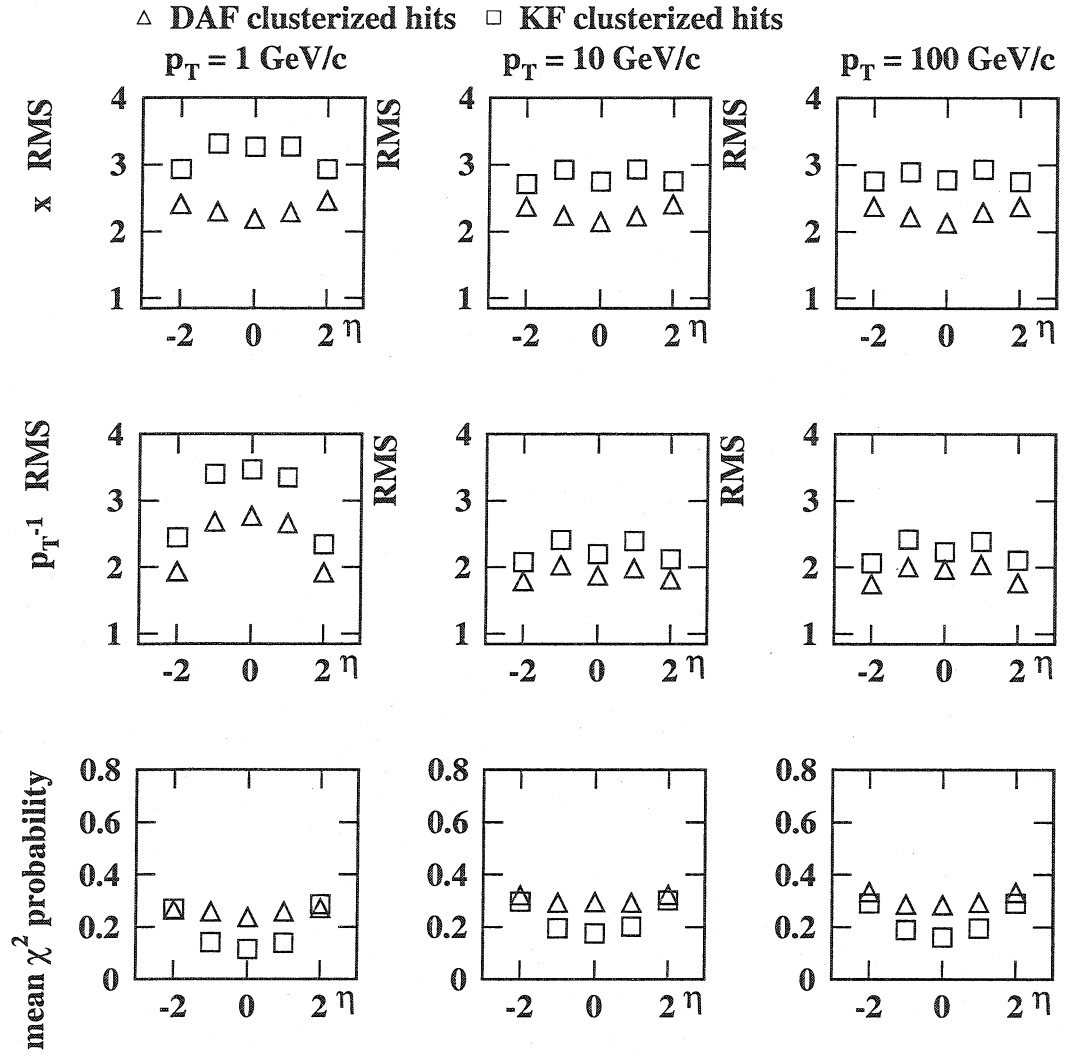 △ DAF clusterized hits □ KF clusterized hits
p_T = 1 GeV/c p_T = 10 GeV/c p_T = 100 GeV/c
x RMS
4
3
2
1
-2 0 2 η
RMS
4
3
2
1
-2 0 2 η
RMS
4
3
2
1
-2 0 2 η
p_T^-1 RMS
4
3
2
1
-2 0 2 η
RMS
4
3
2
1
-2 0 2 η
RMS
4
3
2
1
-2 0 2 η
mean χ² probability
0.8
0.6
0.4
0.2
0
-2 0 2 η
0.8
0.6
0.4
0.2
0
-2 0 2 η
0.8
0.6
0.4
0.2
0
-2 0 2 η